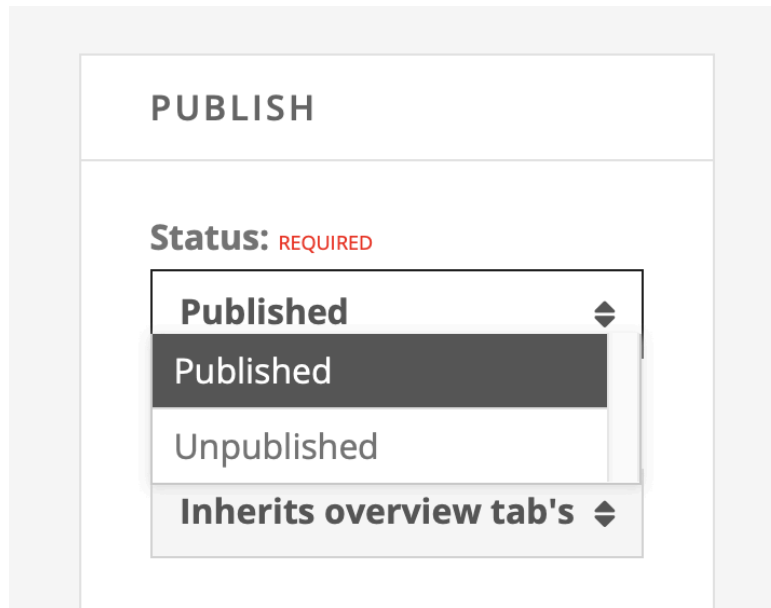 PUBLISH
Status: REQUIRED
Published
Published
Unpublished
Inherits overview tab's